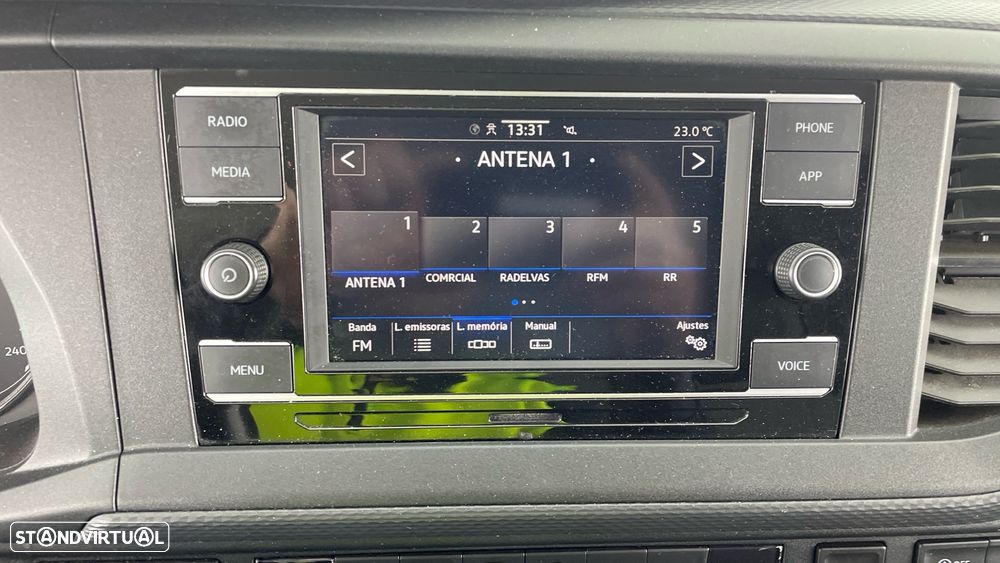 RADIO
MEDIA
MENU
PHONE
APP
VOICE
13:31
23.0 °C
< • ANTENA 1 • >
1 2 3 4 5
ANTENA 1 COMRCIAL RADELVAS RFM RR
Banda L. emissoras L. memória Manual Ajustes
FM
240
OFF
STANDVIRTUAL